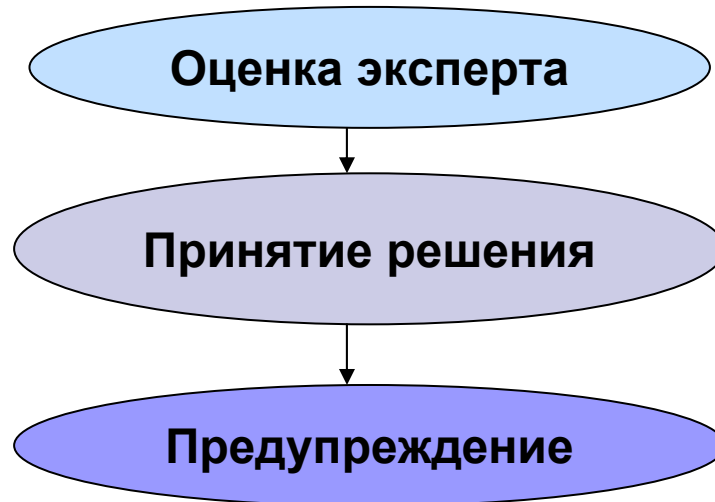 Оценка эксперта
Принятие решения
Предупреждение